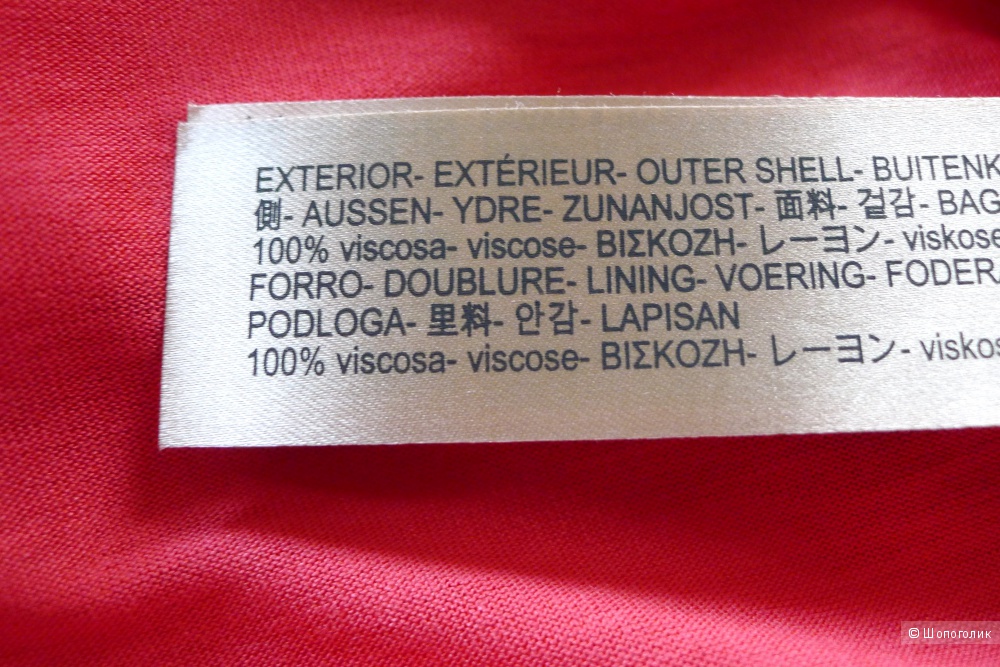 EXTERIOR- EXTÉRIEUR- OUTER SHELL- BUITENK
側- AUSSEN- YDRE- ZUNANJOST- 面料- 겉감- BAG
100% viscosa- viscose- ΒΙΣΚΟΖΗ- レーヨン- viskose
FORRO- DOUBLURE- LINING- VOERING- FODER
PODLOGA- 里料- 안감- LAPISAN
100% viscosa- viscose- ΒΙΣΚΟΖΗ- レーヨン- viskos
© Шопоголик